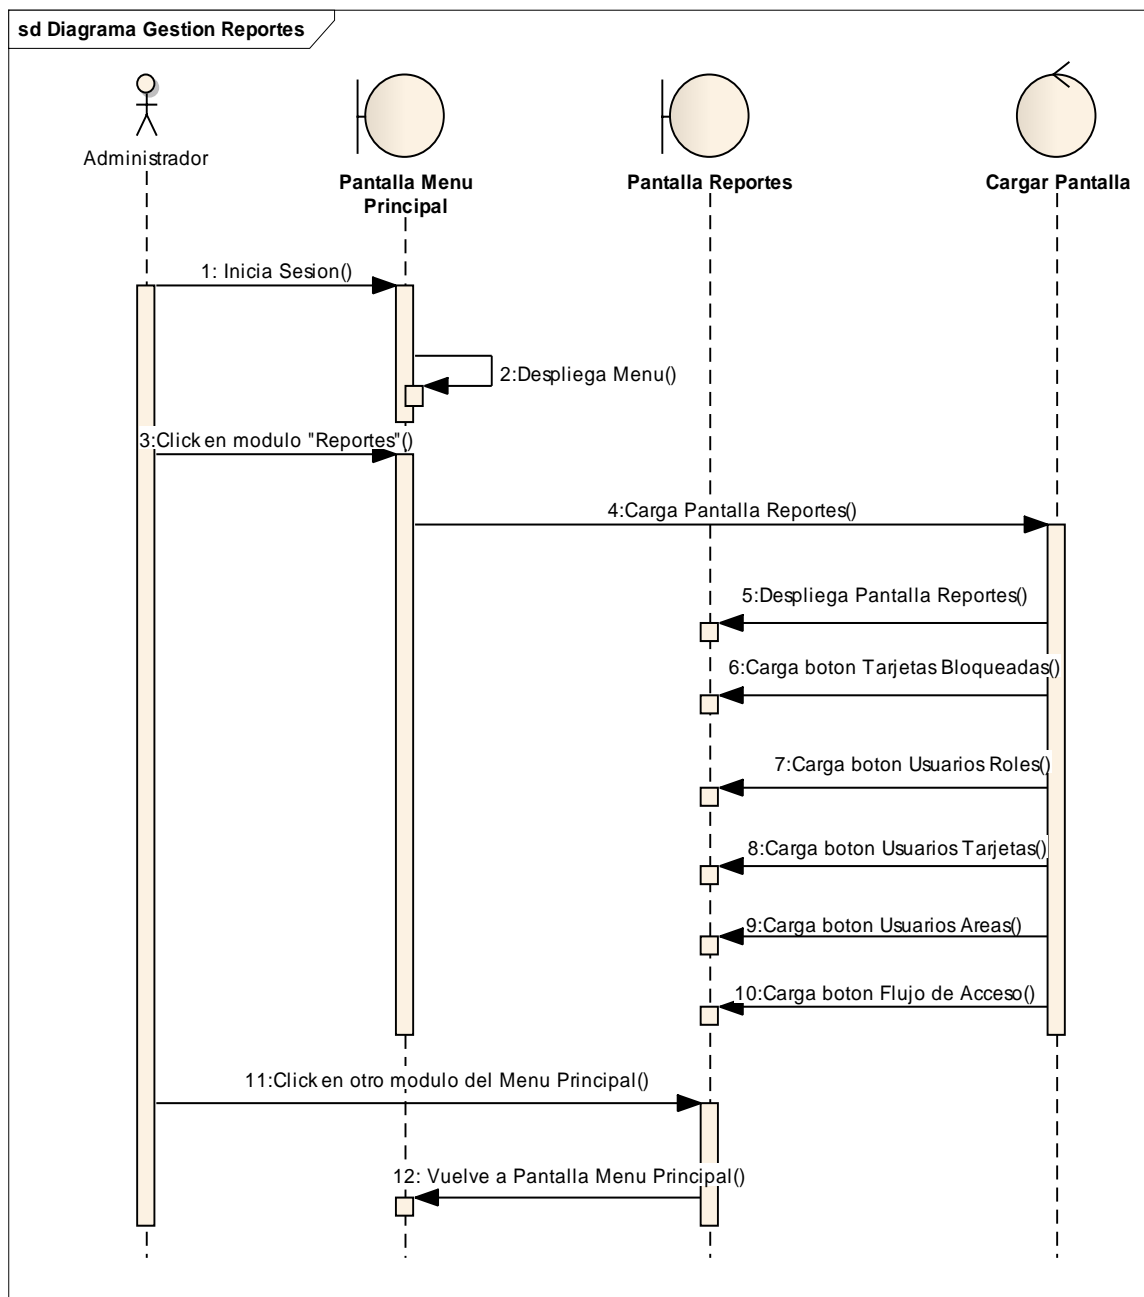 sd Diagrama Gestion Reportes
Administrador
Pantalla Menu
Principal
Pantalla Reportes
Cargar Pantalla
1: Inicia Sesion()
2:Despliega Menu()
3:Click en modulo "Reportes"()
4:Carga Pantalla Reportes()
5:Despliega Pantalla Reportes()
6:Carga boton Tarjetas Bloqueadas()
7:Carga boton Usuarios Roles()
8:Carga boton Usuarios Tarjetas()
9:Carga boton Usuarios Areas()
10:Carga boton Flujo de Acceso()
11:Click en otro modulo del Menu Principal()
12: Vuelve a Pantalla Menu Principal()